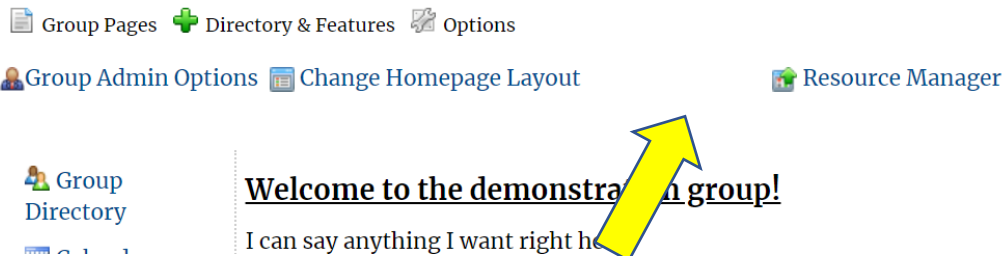 Group Pages Directory & Features Options
Group Admin Options Change Homepage Layout Resource Manager
Group
Directory
Welcome to the demonstra n group!
I can say anything I want right